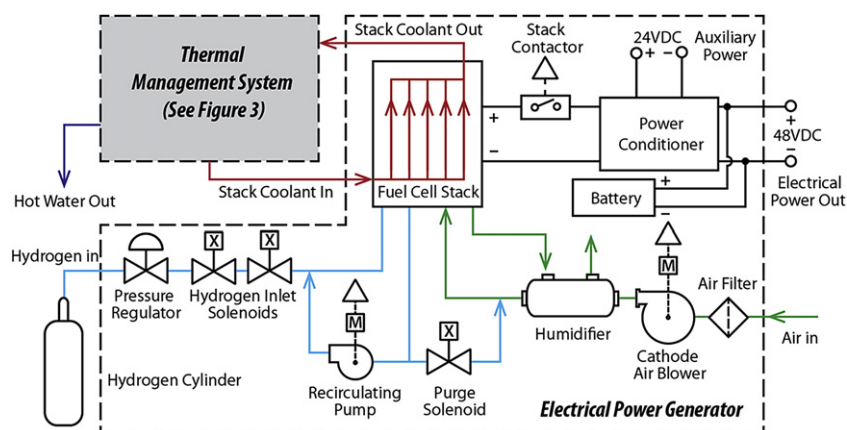 Stack Coolant Out
Thermal
Management System
(See Figure 3)
Stack
Contactor
24VDC
+ −
Auxiliary
Power
+
−
Power
Conditioner
+
48VDC
−
Electrical
Power Out
Battery
+
−
Stack Coolant In
Fuel Cell Stack
Hot Water Out
Hydrogen in
X
X
Pressure
Regulator
Hydrogen Inlet
Solenoids
M
X
M
Air Filter
Humidifier
Air in
Cathode
Air Blower
Hydrogen Cylinder
Recirculating
Pump
Purge
Solenoid
Electrical Power Generator